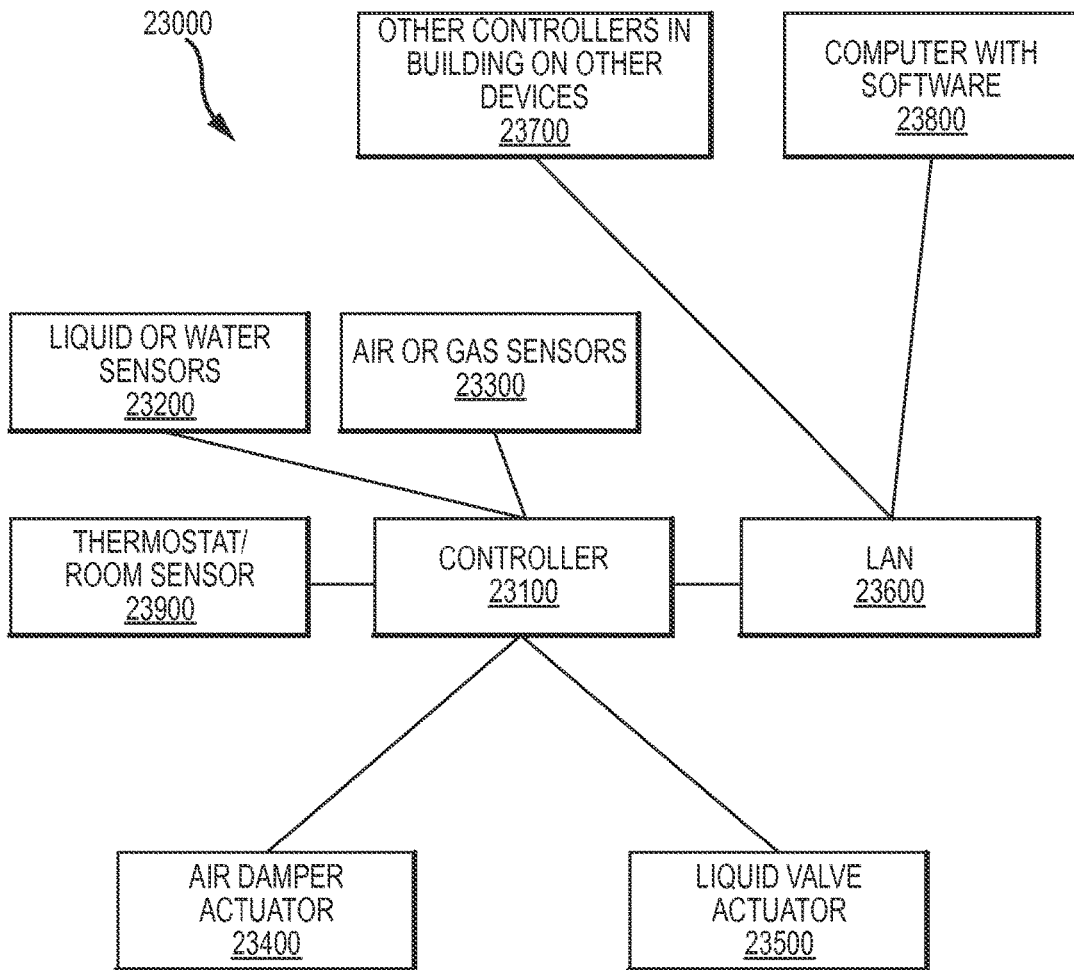 23000
OTHER CONTROLLERS IN
BUILDING ON OTHER
DEVICES
23700
COMPUTER WITH
SOFTWARE
23800
LIQUID OR WATER
SENSORS
23200
AIR OR GAS SENSORS
23300
THERMOSTAT/
ROOM SENSOR
23900
CONTROLLER
23100
LAN
23600
AIR DAMPER
ACTUATOR
23400
LIQUID VALVE
ACTUATOR
23500